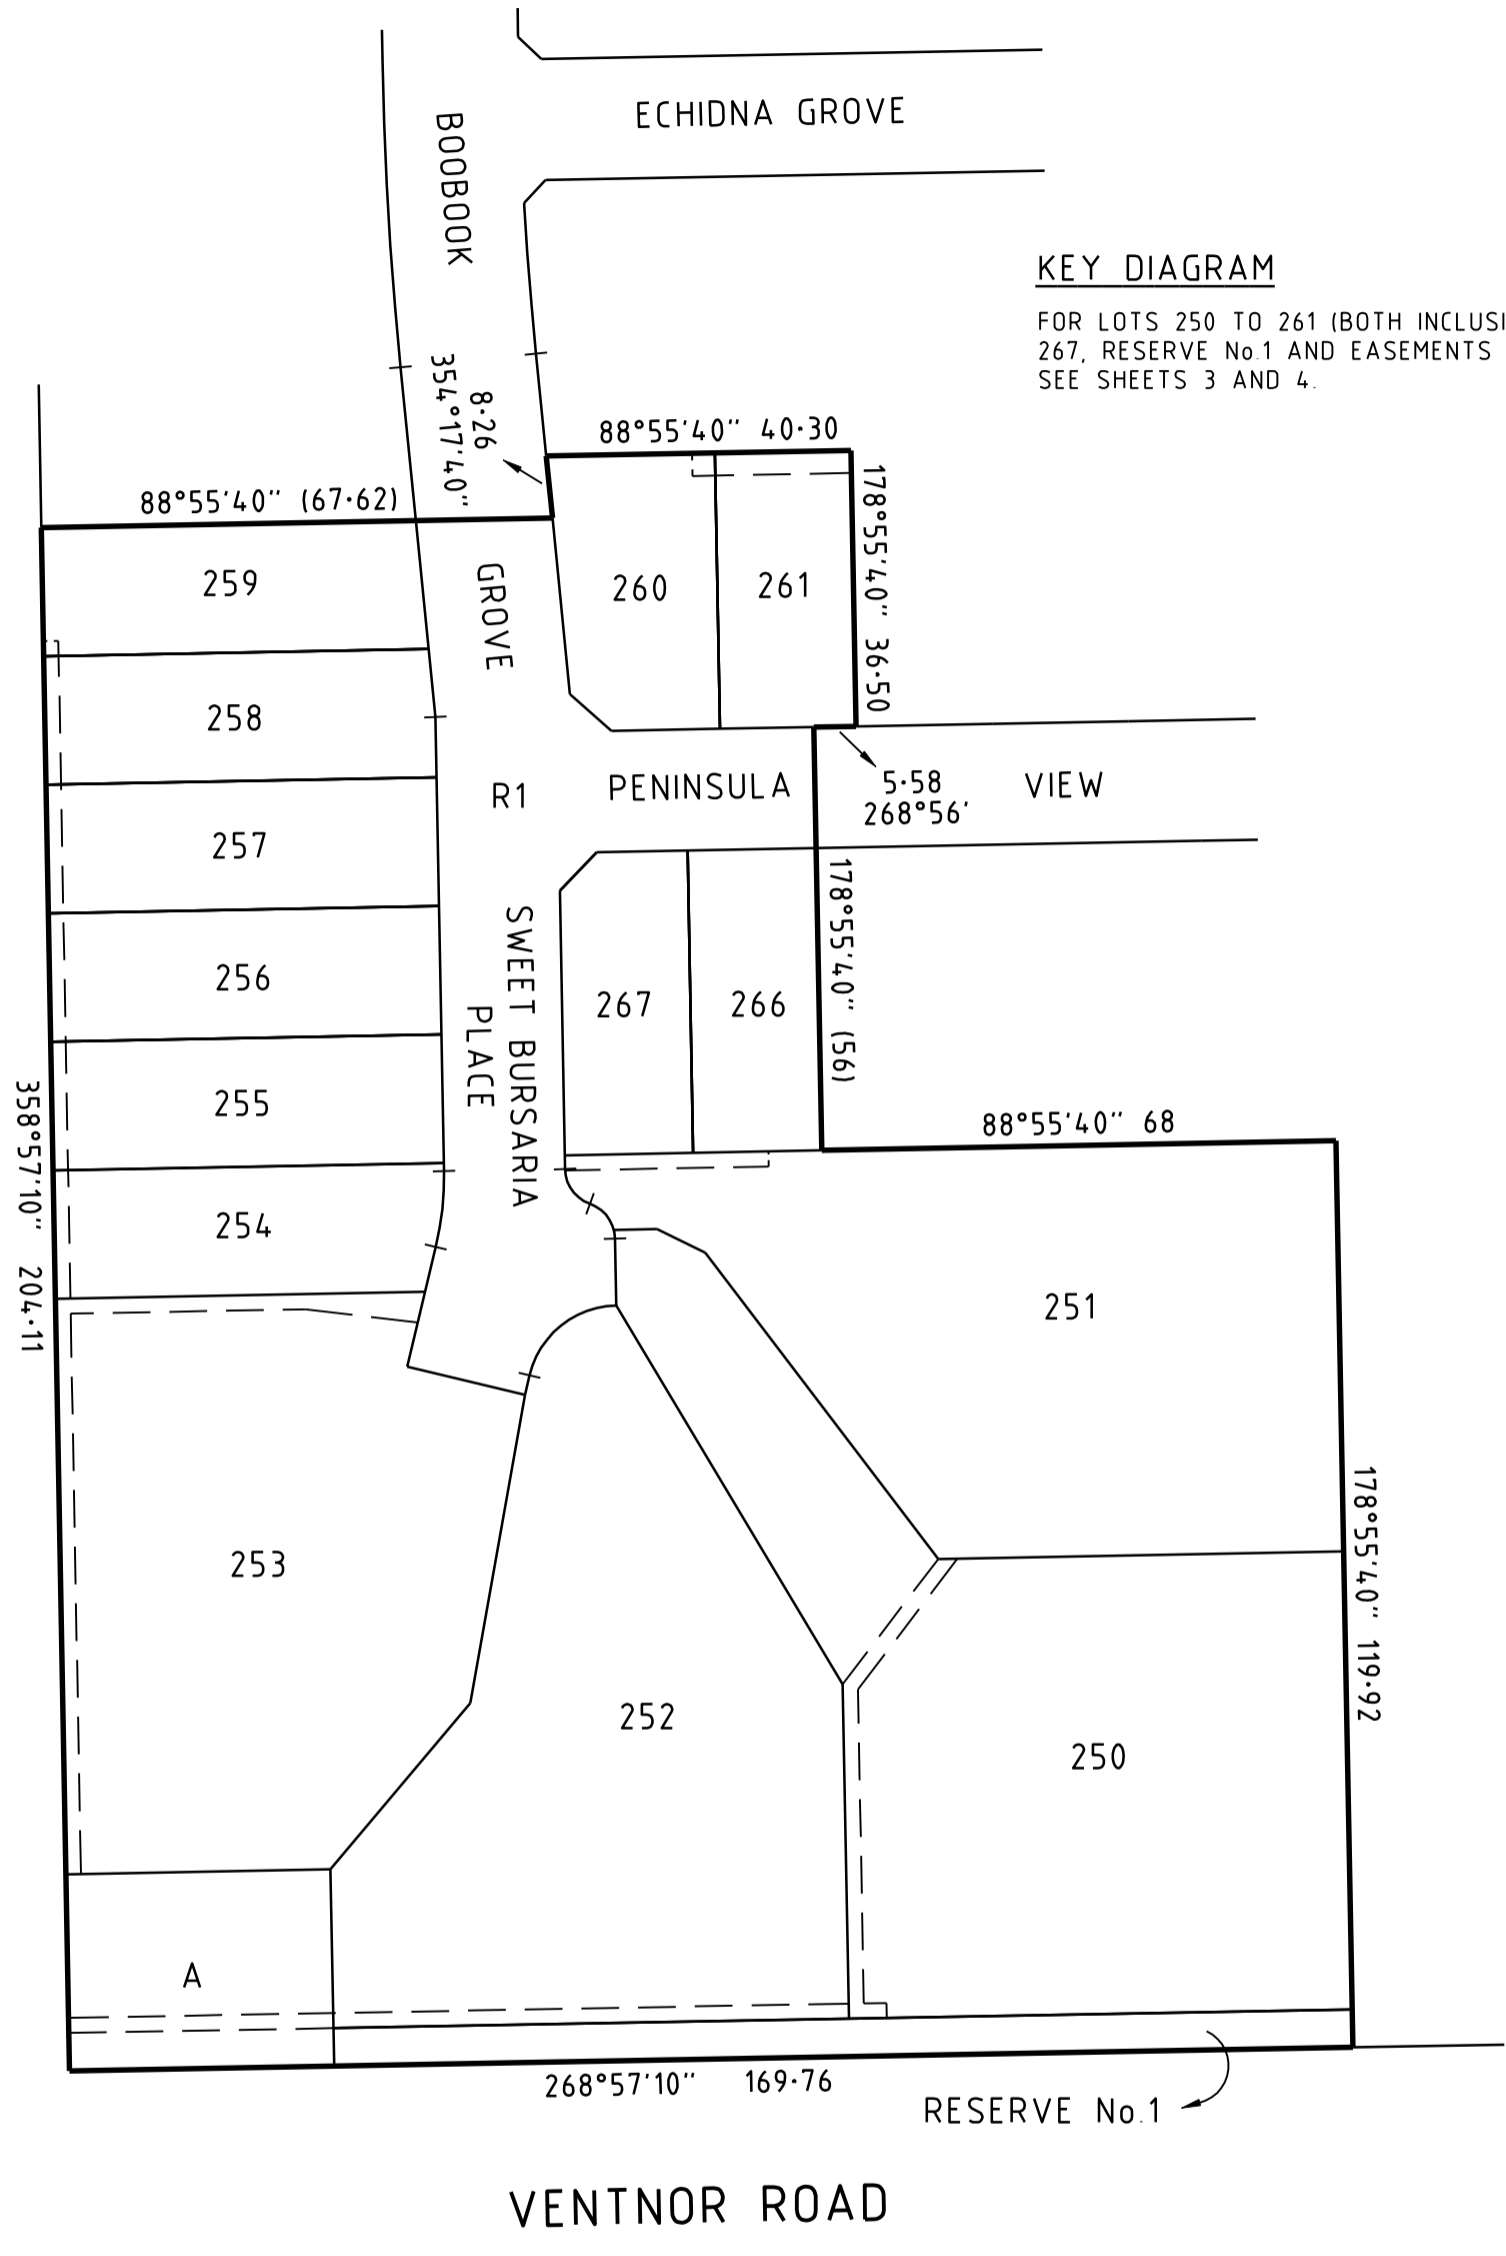 ECHIDNA GROVE
BOOBOOK
KEY DIAGRAM
FOR LOTS 250 TO 261 (BOTH INCLUSI
267, RESERVE No.1 AND EASEMENTS
SEE SHEETS 3 AND 4.
8·26
354°17'40"
88°55'40" 40·30
88°55'40" (67·62)
178°55'40" 36·50
259
GROVE
260
261
258
R1
PENINSULA
5·58
268°56'
VIEW
257
178°55'40" (56)
SWEET BURSARIA
PLACE
256
267
266
255
88°55'40" 68
358°57'10" 204·11
254
251
253
178°55'40" 119·92
252
250
A
268°57'10" 169·76
RESERVE No.1
VENTNOR ROAD